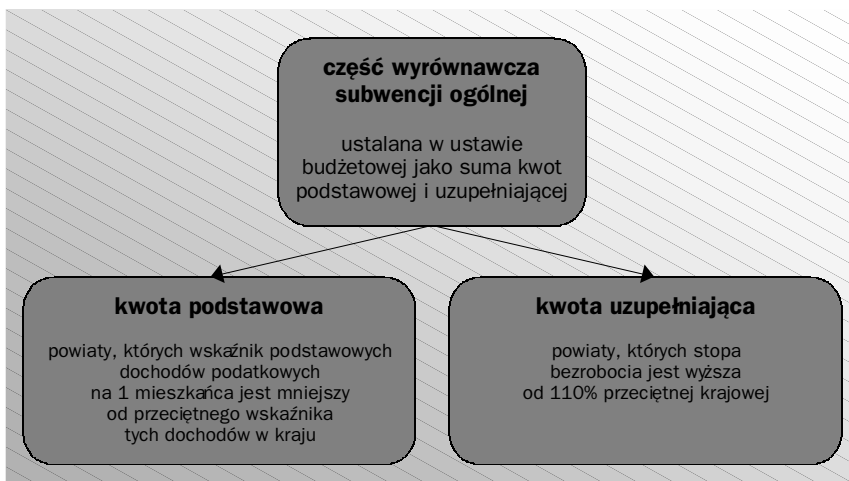 część wyrównawcza
subwencji ogólnej
ustalana w ustawie
budżetowej jako suma kwot
podstawowej i uzupełniającej
kwota podstawowa
powiaty, których wskaźnik podstawowych
dochodów podatkowych
na 1 mieszkańca jest mniejszy
od przeciętnego wskaźnika
tych dochodów w kraju
kwota uzupełniająca
powiaty, których stopa
bezrobocia jest wyższa
od 110% przeciętnej krajowej